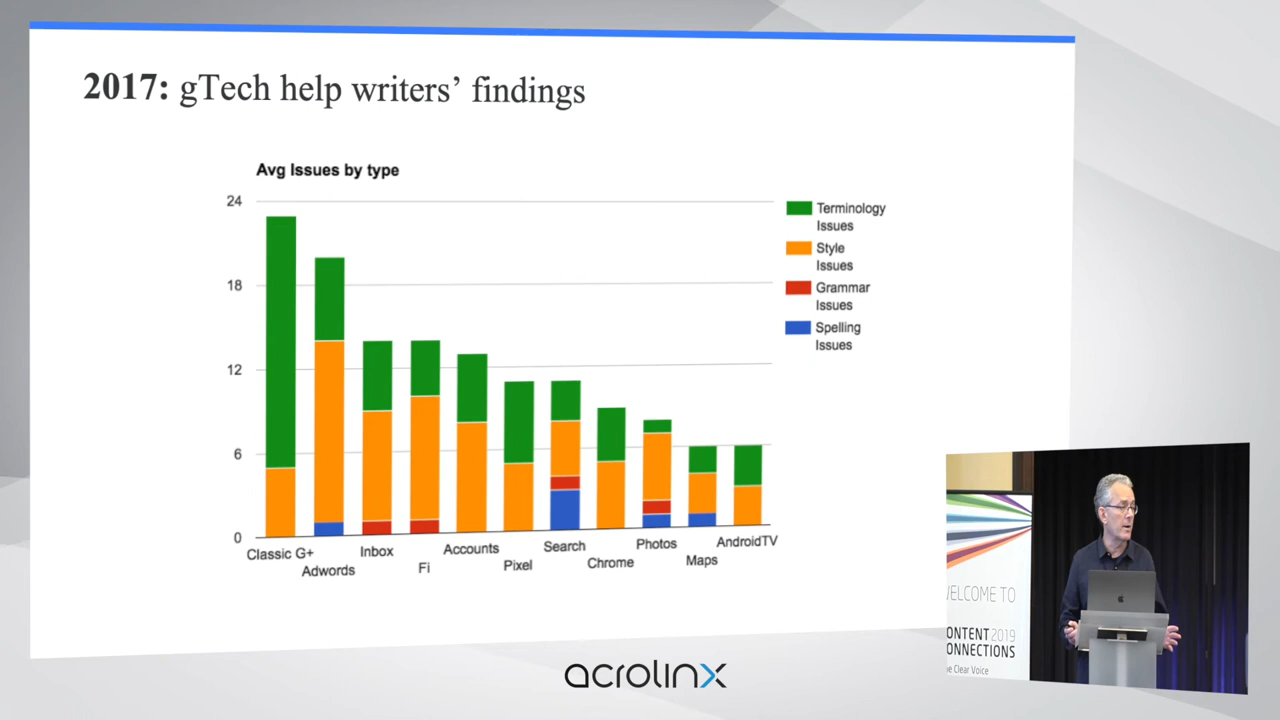 2017: gTech help writers’ findings
Avg Issues by type
24
18
12
6
0
Terminology
Issues
Style
Issues
Grammar
Issues
Spelling
Issues
Classic G+
Adwords
Inbox
Fi
Accounts
Pixel
Search
Chrome
Photos
Maps
AndroidTV
ELCOME TO
ONTENT 2019
ONNECTIONS
e Clear Voice
acrolinx